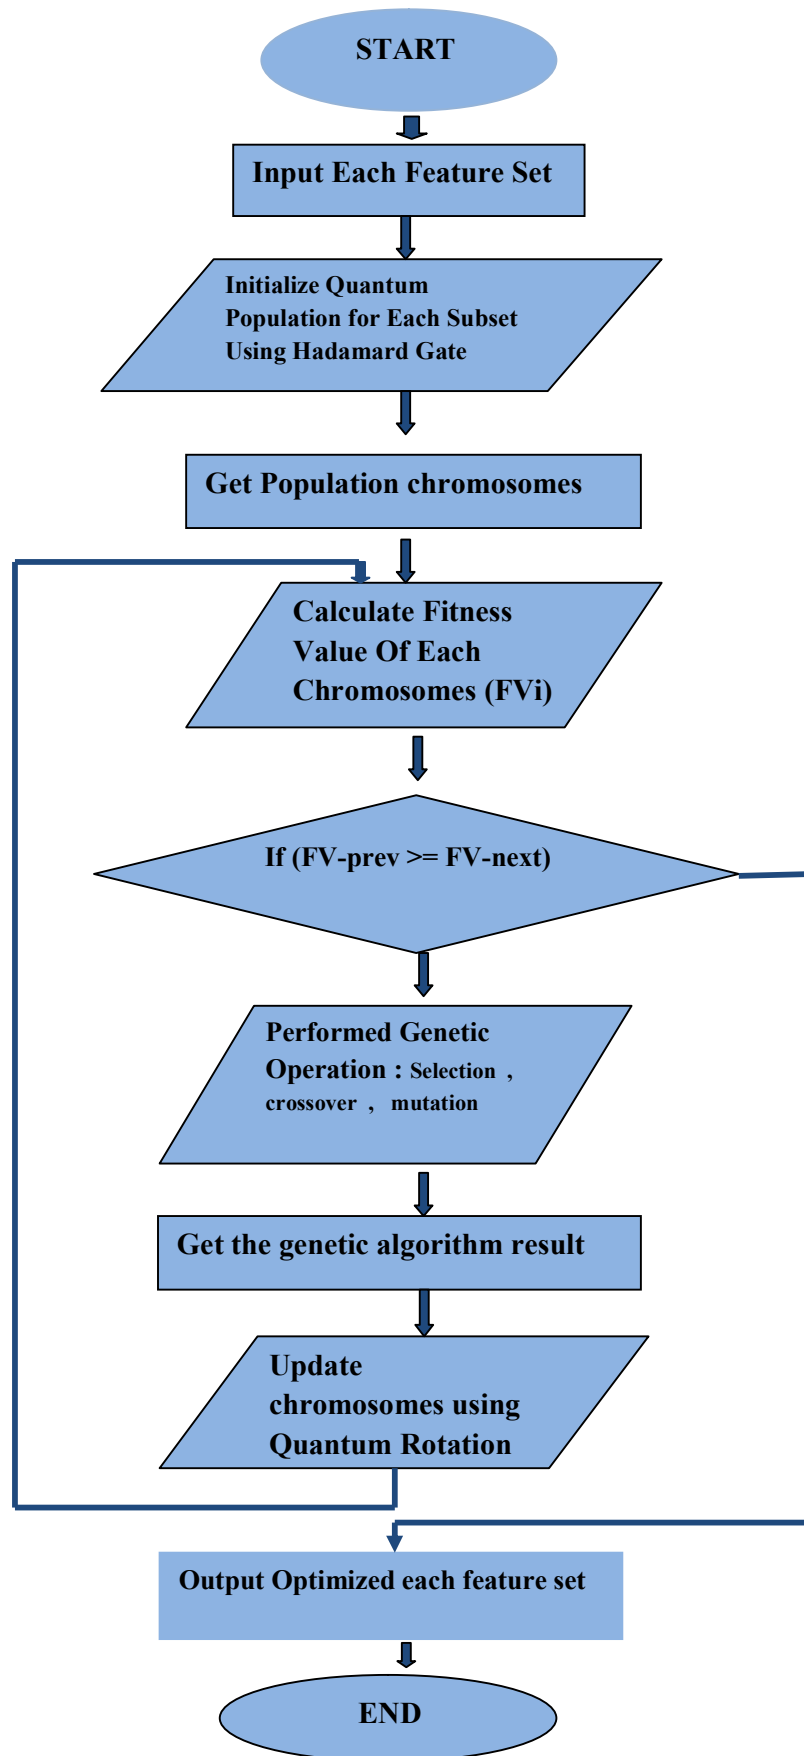 START
Input Each Feature Set
Initialize Quantum
Population for Each Subset
Using Hadamard Gate
Get Population chromosomes
Calculate Fitness
Value Of Each
Chromosomes (FVi)
If (FV-prev >= FV-next)
Performed Genetic
Operation : Selection ,
crossover , mutation
Get the genetic algorithm result
Update
chromosomes using
Quantum Rotation
Output Optimized each feature set
END